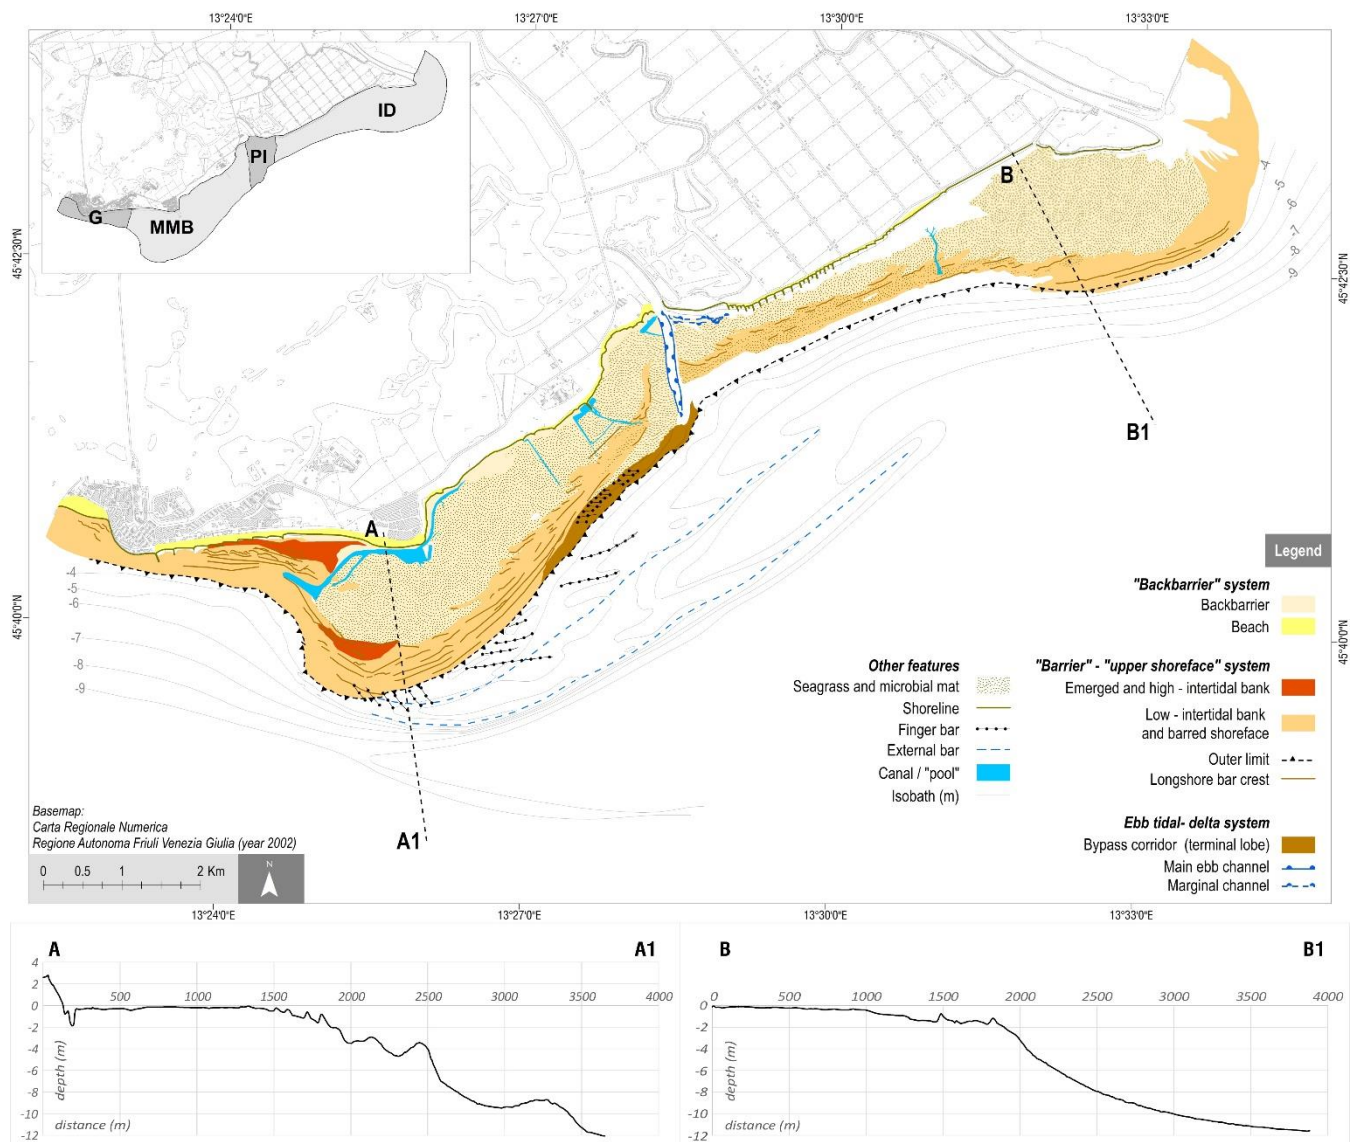 13°24'0"E
13°27'0"E
13°30'0"E
13°33'0"E
ID
PI
G
MMB
45°42'30"N
45°42'30"N
-4
-5
-6
-7
-8
-9
B
B1
A
A1
45°40'0"N
45°40'0"N
-4
-5
-6
-7
-8
-9
Legend
"Backbarrier" system
Backbarrier
Beach
"Barrier" - "upper shoreface" system
Emerged and high - intertidal bank
Low - intertidal bank
and barred shoreface
Outer limit
Longshore bar crest
Ebb tidal- delta system
Bypass corridor (terminal lobe)
Main ebb channel
Marginal channel
Other features
Seagrass and microbial mat
Shoreline
Finger bar
External bar
Canal / "pool"
Isobath (m)
Basemap:
Carta Regionale Numerica
Regione Autonoma Friuli Venezia Giulia (year 2002)
0 0.5 1 2 Km
N
13°24'0"E
13°27'0"E
13°30'0"E
13°33'0"E
A
A1
4
2
0
-2
-4
-6
-8
-10
-12
500 1000 1500 2000 2500 3000 3500 4000
depth (m)
distance (m)
B
B1
0
-2
-4
-6
-8
-10
-12
0 500 1000 1500 2000 2500 3000 3500 4000
depth (m)
distance (m)